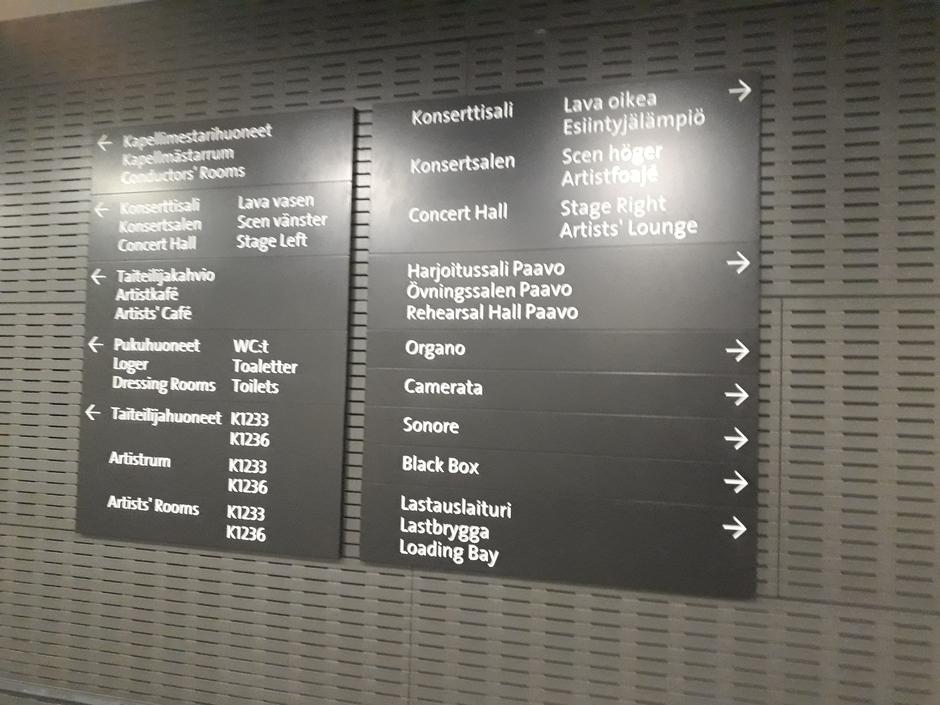 ← Kapellimestarihuoneet
Kapellmästarrum
Conductors' Rooms
← Konserttisali Lava vasen
Konsertsalen Scen vänster
Concert Hall Stage Left
← Taiteilijakahvio
Artistkafé
Artists' Café
← Pukuhuoneet WC:t
Loger Toaletter
Dressing Rooms Toilets
← Taiteilijahuoneet K1233
K1236
Artistrum K1233
K1236
Artists' Rooms K1233
K1236
Konserttisali Lava oikea →
Esiintyjälämpiö
Konsertsalen Scen höger
Artistfoajé
Concert Hall Stage Right
Artists' Lounge
Harjoitussali Paavo →
Övningssalen Paavo
Rehearsal Hall Paavo
Organo →
Camerata →
Sonore →
Black Box →
Lastauslaituri →
Lastbrygga
Loading Bay